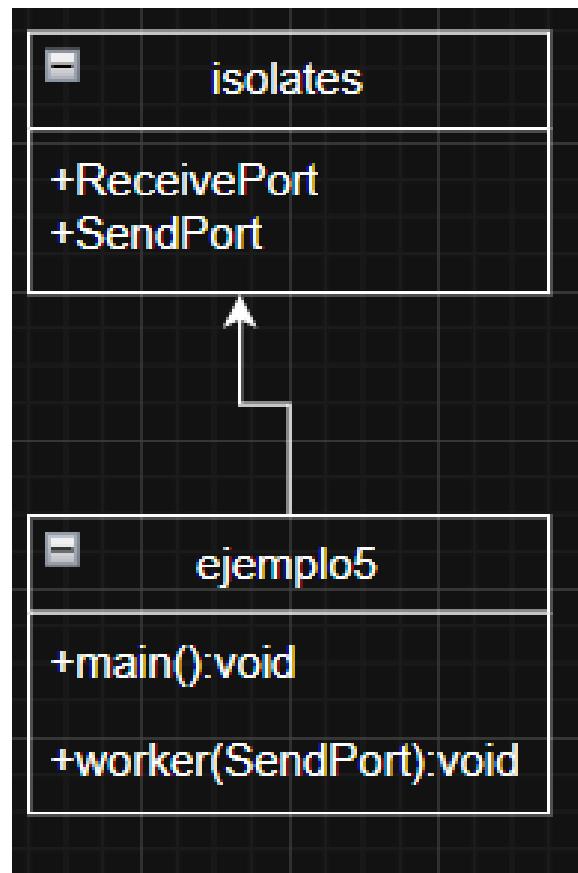 isolates
+ReceivePort
+SendPort
ejemplo5
+main():void
+worker(SendPort):void